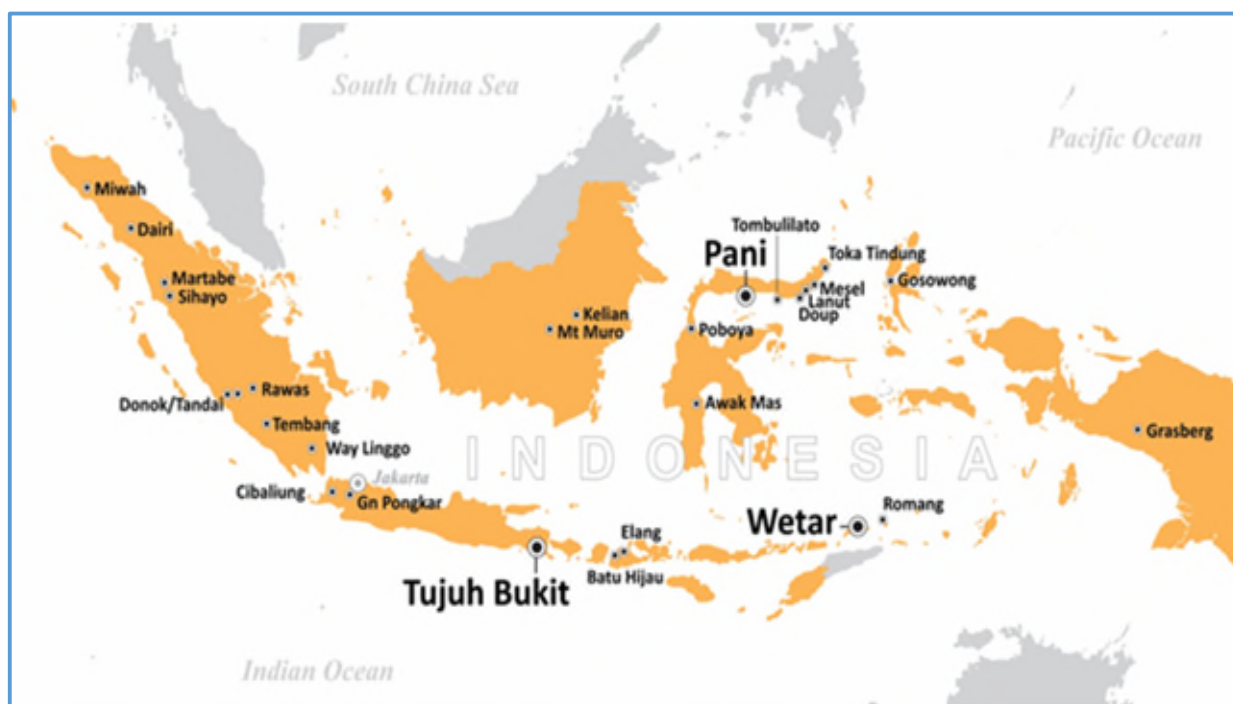 South China Sea
Pacific Ocean
Miwah
Dairi
Martabe
Sihayo
Tombulilato
Pani
Toka Tindung
Gosowong
Mesel
Lanut
Doup
Kelian
Mt Muro
Poboya
Rawas
Donok/Tandai
Awak Mas
Tembang
Grasberg
Way Linggo
INDONESIA
Jakarta
Cibaliung
Gn Pongkar
Romang
Wetar
Elang
Batu Hijau
Tujuh Bukit
Indian Ocean